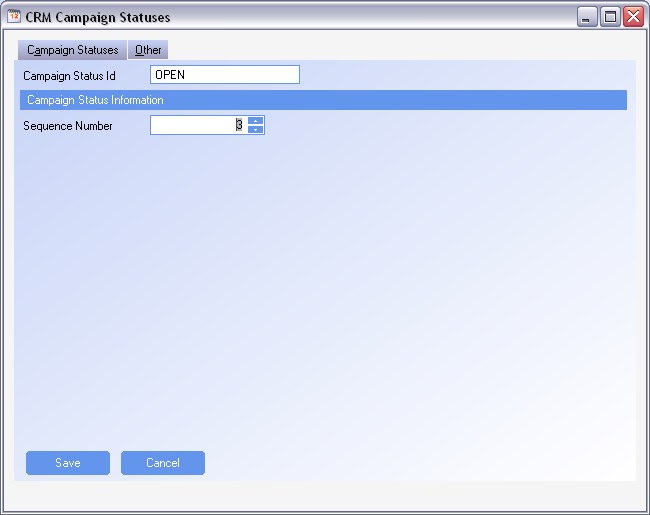 CRM Campaign Statuses
Campaign Statuses Other
Campaign Status Id OPEN
Campaign Status Information
Sequence Number 3
Save Cancel